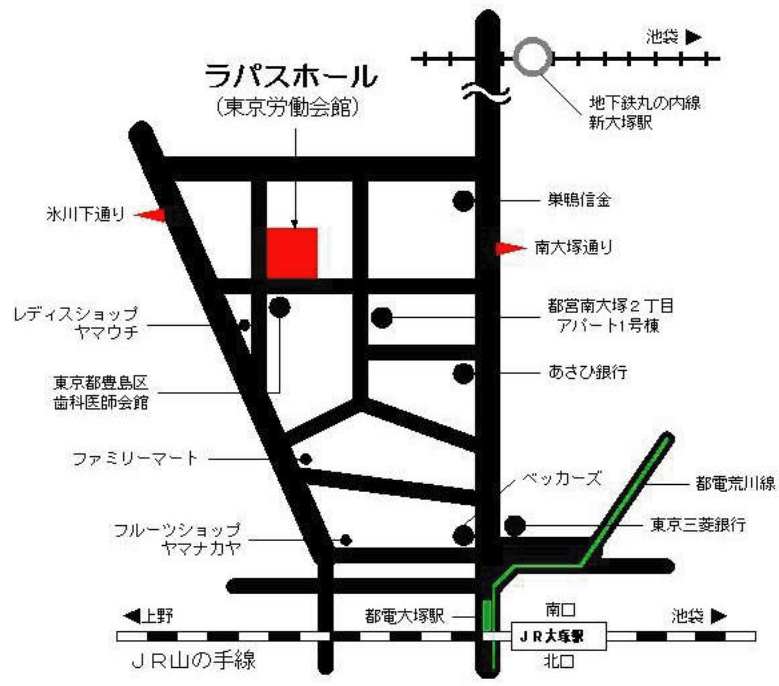 池袋
ラパスホール
(東京労働会館)
地下鉄丸の内線
新大塚駅
氷川下通り
巣鴨信金
南大塚通り
レディスショップ
ヤマウチ
都営南大塚2丁目
アパート1号棟
東京都豊島区
歯科医師会館
あさひ銀行
ファミリーマート
ベッカーズ
都電荒川線
フルーツショップ
ヤマナカヤ
東京三菱銀行
上野
都電大塚駅
南口
池袋
JR大塚駅
JR山の手線
北口